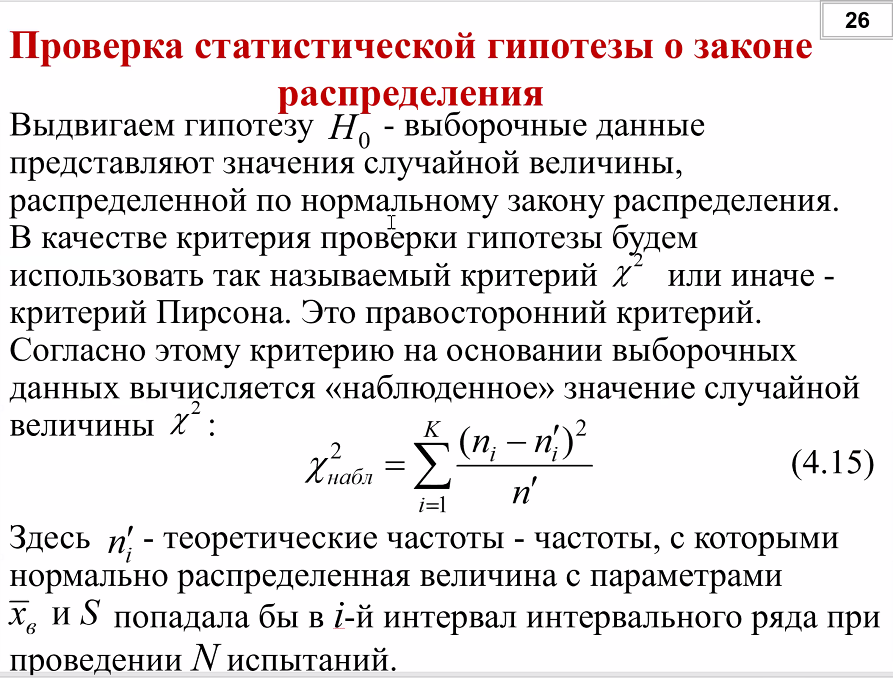 26
Проверка статистической гипотезы о законе
распределения
Выдвигаем гипотезу H₀ - выборочные данные
представляют значения случайной величины,
распределенной по нормальному закону распределения.
В качестве критерия проверки гипотезы будем
использовать так называемый критерий χ² или иначе -
критерий Пирсона. Это правосторонний критерий.
Согласно этому критерию на основании выборочных
данных вычисляется «наблюденное» значение случайной
величины χ² :
χ²набл = ∑ᵢ₌₁ᴷ (nᵢ − n′ᵢ)² / n′ (4.15)
Здесь n′ᵢ - теоретические частоты - частоты, с которыми
нормально распределенная величина с параметрами
x̅в и S попадала бы в i-й интервал интервального ряда при
проведении N испытаний.